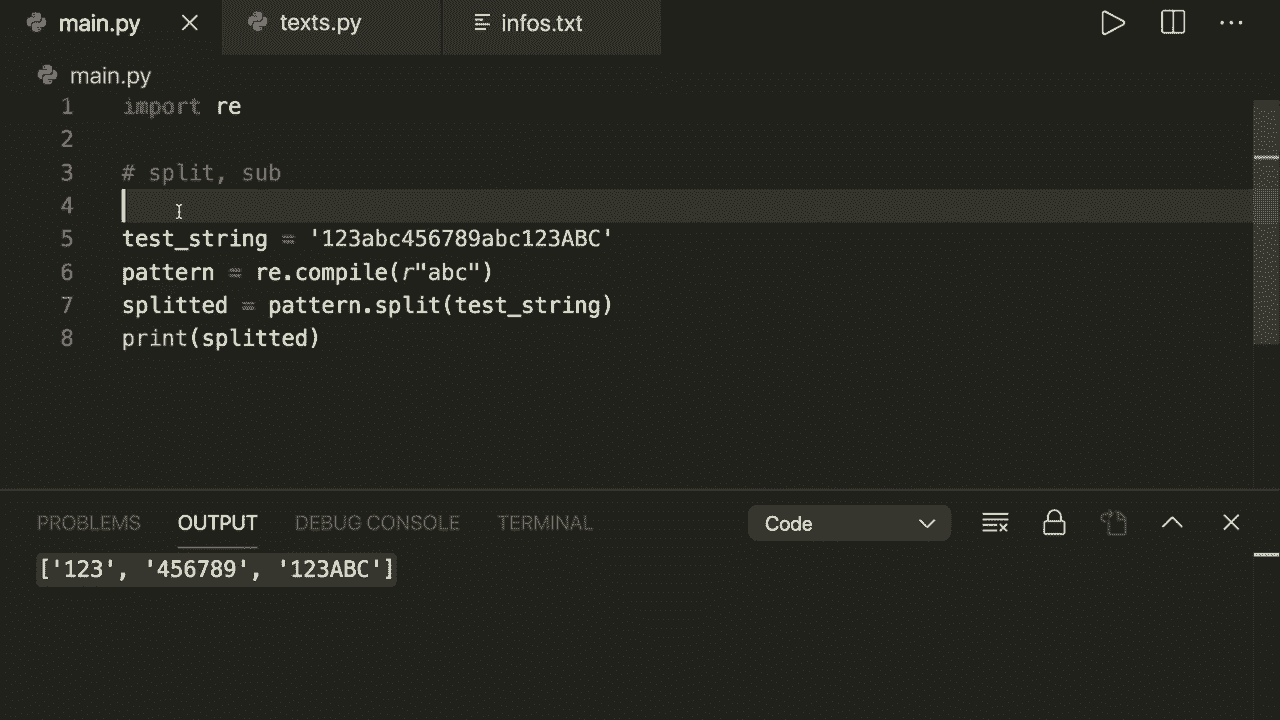 main.py texts.py infos.txt
main.py
1 import re
2
3 # split, sub
4
5 test_string = '123abc456789abc123ABC'
6 pattern = re.compile(r"abc")
7 splitted = pattern.split(test_string)
8 print(splitted)
PROBLEMS OUTPUT DEBUG CONSOLE TERMINAL Code
['123', '456789', '123ABC']